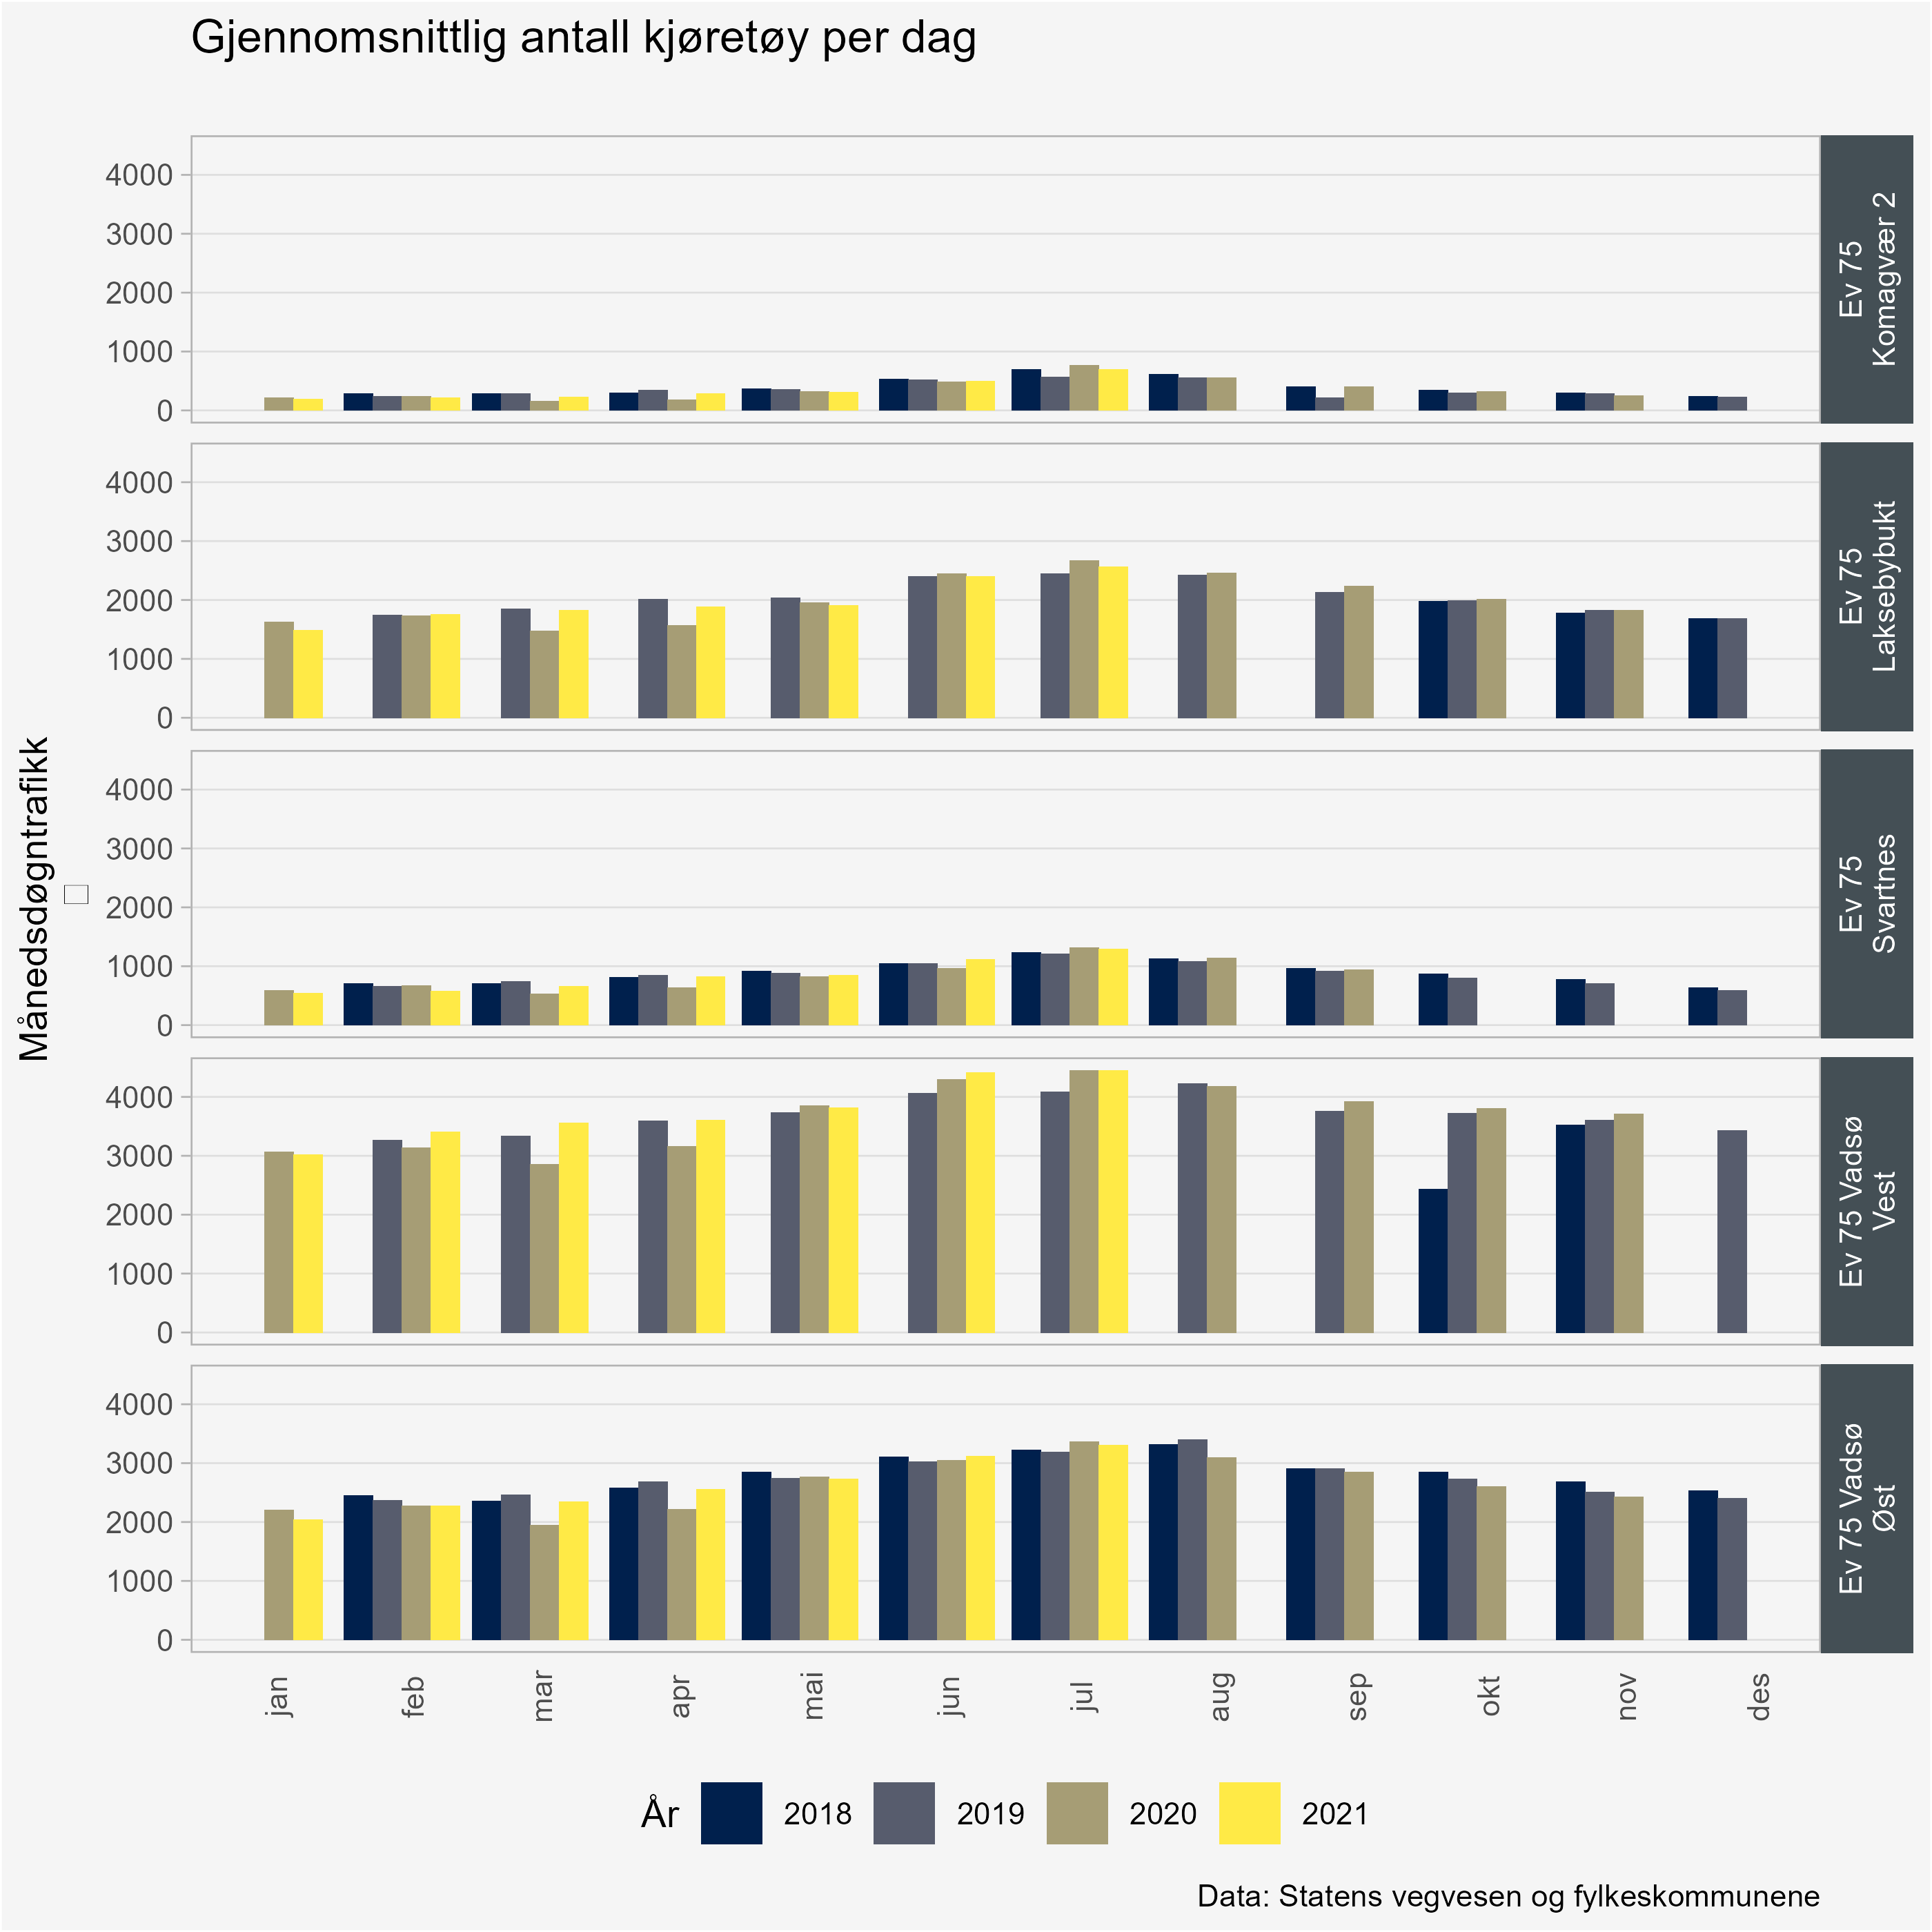 Gjennomsnittlig antall kjøretøy per dag
Månedsdøgntrafikk
4000
3000
2000
1000
0
Ev 75
Komagvær 2
4000
3000
2000
1000
0
Ev 75
Laksebybukt
4000
3000
2000
1000
0
Ev 75
Svartnes
4000
3000
2000
1000
0
Ev 75 Vadsø
Vest
4000
3000
2000
1000
0
Ev 75 Vadsø
Øst
jan feb mar apr mai jun jul aug sep okt nov des
År 2018 2019 2020 2021
Data: Statens vegvesen og fylkeskommunene